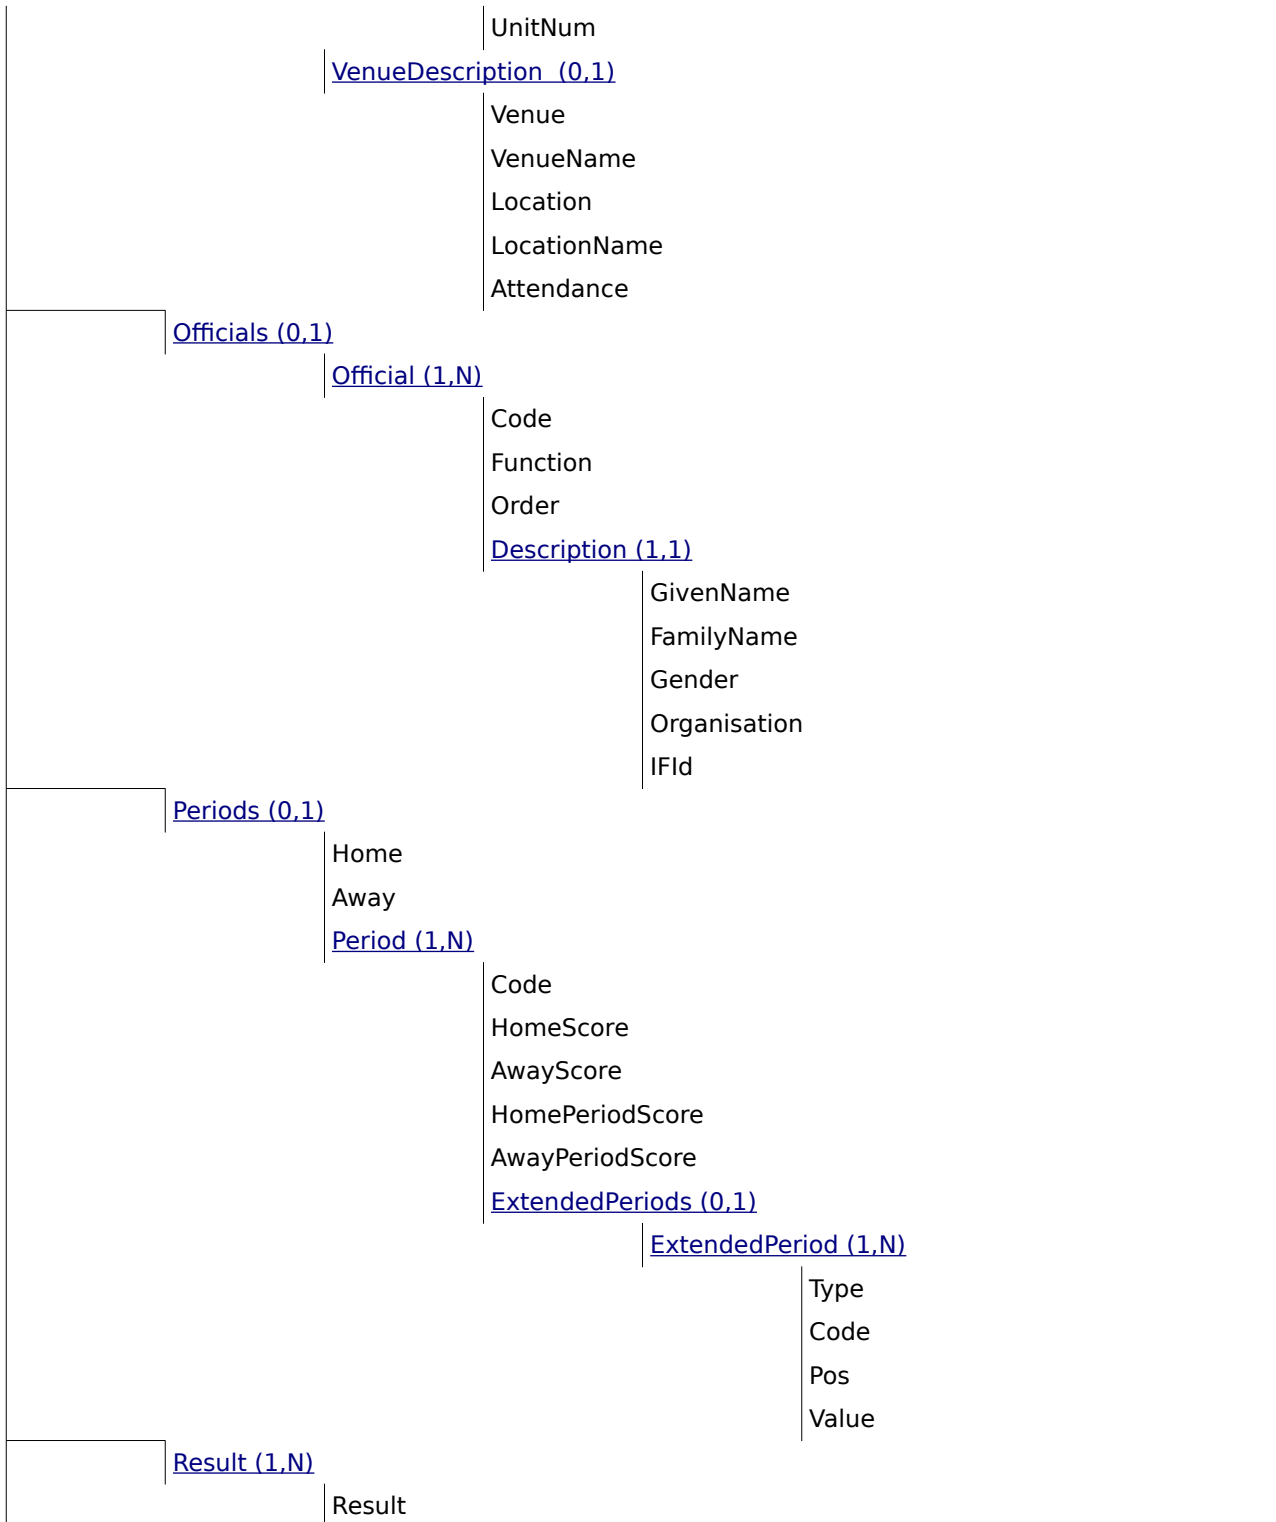 UnitNum
VenueDescription  (0,1)
Venue
VenueName
Location
LocationName
Attendance
Officials (0,1)
Official (1,N)
Code
Function
Order
Description (1,1)
GivenName
FamilyName
Gender
Organisation
IFId
Periods (0,1)
Home
Away
Period (1,N)
Code
HomeScore
AwayScore
HomePeriodScore
AwayPeriodScore
ExtendedPeriods (0,1)
ExtendedPeriod (1,N)
Type
Code
Pos
Value
Result (1,N)
Result